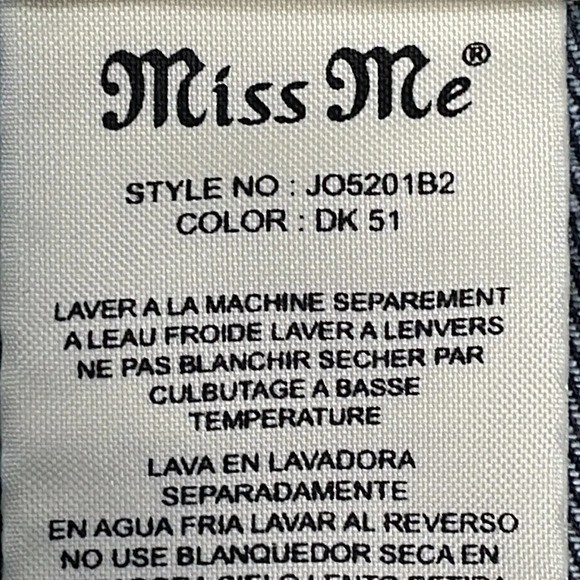 Miss Me®
STYLE NO : JO5201B2
COLOR : DK 51
LAVER A LA MACHINE SEPAREMENT
A LEAU FROIDE LAVER A LENVERS
NE PAS BLANCHIR SECHER PAR
CULBUTAGE A BASSE
TEMPERATURE
LAVA EN LAVADORA
SEPARADAMENTE
EN AGUA FRIA LAVAR AL REVERSO
NO USE BLANQUEDOR SECA EN